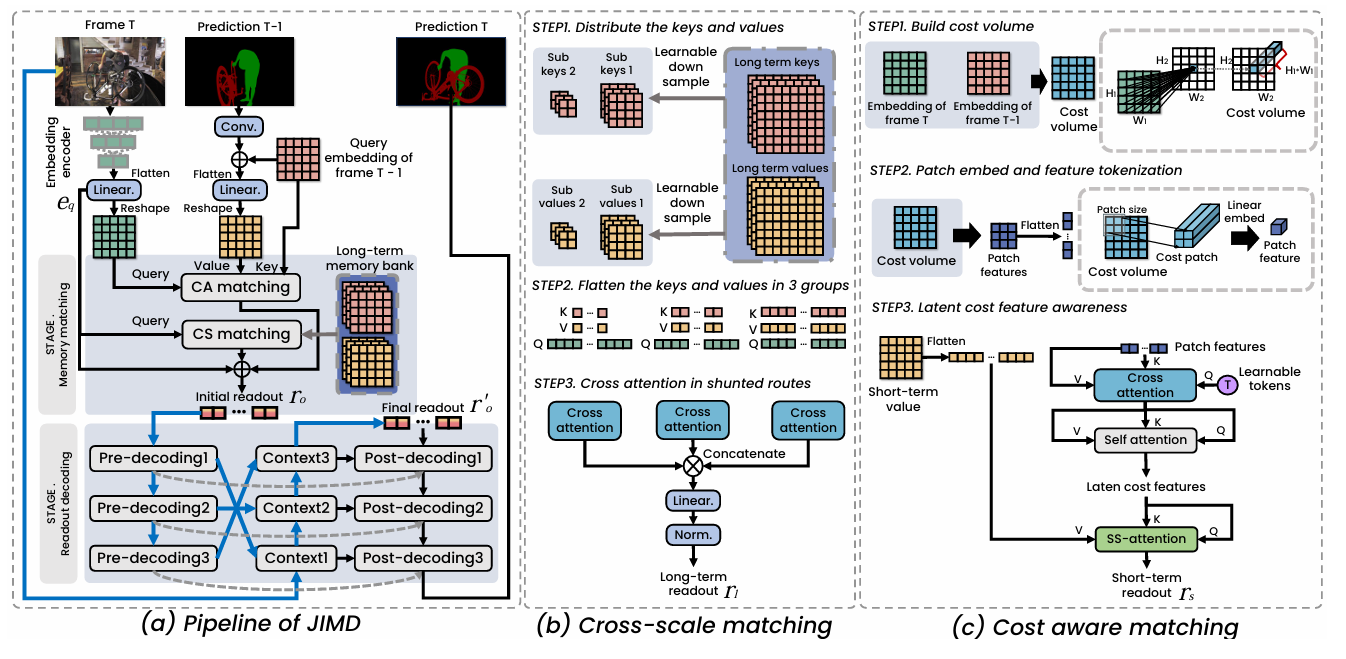 Frame T
Prediction T-1
Prediction T
Embedding
encoder
Conv.
Query
embedding of
frame T - 1
Flatten
Flatten
Linear.
Linear.
e_q
Reshape
Reshape
Value
Key
Long-term
memory bank
Query
CA matching
Query
CS matching
STAGE .
Memory matching
Initial readout r_o
Final readout r'_o
Pre-decoding1
Context3
Post-decoding1
Pre-decoding2
Context2
Post-decoding2
Pre-decoding3
Context1
Post-decoding3
STAGE .
Readout decoding
(a) Pipeline of JIMD
STEP1. Distribute the keys and values
Sub
keys 2
Sub
keys 1
Learnable
down
sample
Long term keys
Sub
values 2
Sub
values 1
Learnable
down
sample
Long term values
STEP2. Flatten the keys and values in 3 groups
K ... K ... K ...
V ... V ... V ...
Q ... Q ... Q ...
STEP3. Cross attention in shunted routes
Cross
attention
Cross
attention
Cross
attention
Concatenate
Linear.
Norm.
Long-term
readout r_l
(b) Cross-scale matching
STEP1. Build cost volume
Embedding of
frame T
Embedding of
frame T-1
Cost
volume
H1
W1
H2
W2
H2
W2
H1*W1
Cost volume
STEP2. Patch embed and feature tokenization
Cost volume
Patch
features
Flatten
Patch size
Cost volume
Cost patch
Linear
embed
Patch
feature
STEP3. Latent cost feature awareness
Short-term
value
Flatten
...
... Patch features
K
V
Cross
attention
Q
T
Learnable
tokens
K
V
Self attention
Q
Laten cost features
K
V
SS-attention
Q
Short-term
readout r_s
(c) Cost aware matching